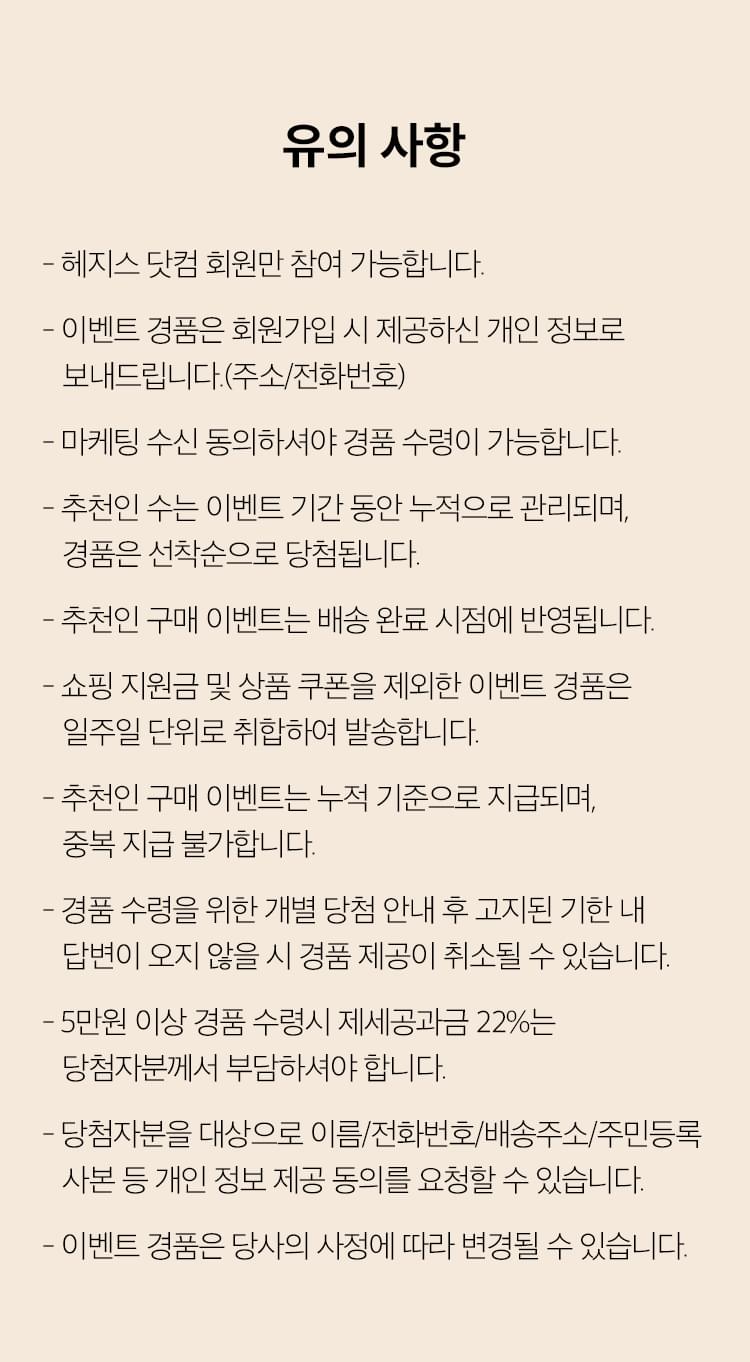 유의 사항
- 헤지스 닷컴 회원만 참여 가능합니다.
- 이벤트 경품은 회원가입 시 제공하신 개인 정보로
보내드립니다.(주소/전화번호)
- 마케팅 수신 동의하셔야 경품 수령이 가능합니다.
- 추천인 수는 이벤트 기간 동안 누적으로 관리되며,
경품은 선착순으로 당첨됩니다.
- 추천인 구매 이벤트는 배송 완료 시점에 반영됩니다.
- 쇼핑 지원금 및 상품 쿠폰을 제외한 이벤트 경품은
일주일 단위로 취합하여 발송합니다.
- 추천인 구매 이벤트는 누적 기준으로 지급되며,
중복 지급 불가합니다.
- 경품 수령을 위한 개별 당첨 안내 후 고지된 기한 내
답변이 오지 않을 시 경품 제공이 취소될 수 있습니다.
- 5만원 이상 경품 수령시 제세공과금 22%는
당첨자분께서 부담하셔야 합니다.
- 당첨자분을 대상으로 이름/전화번호/배송주소/주민등록
사본 등 개인 정보 제공 동의를 요청할 수 있습니다.
- 이벤트 경품은 당사의 사정에 따라 변경될 수 있습니다.